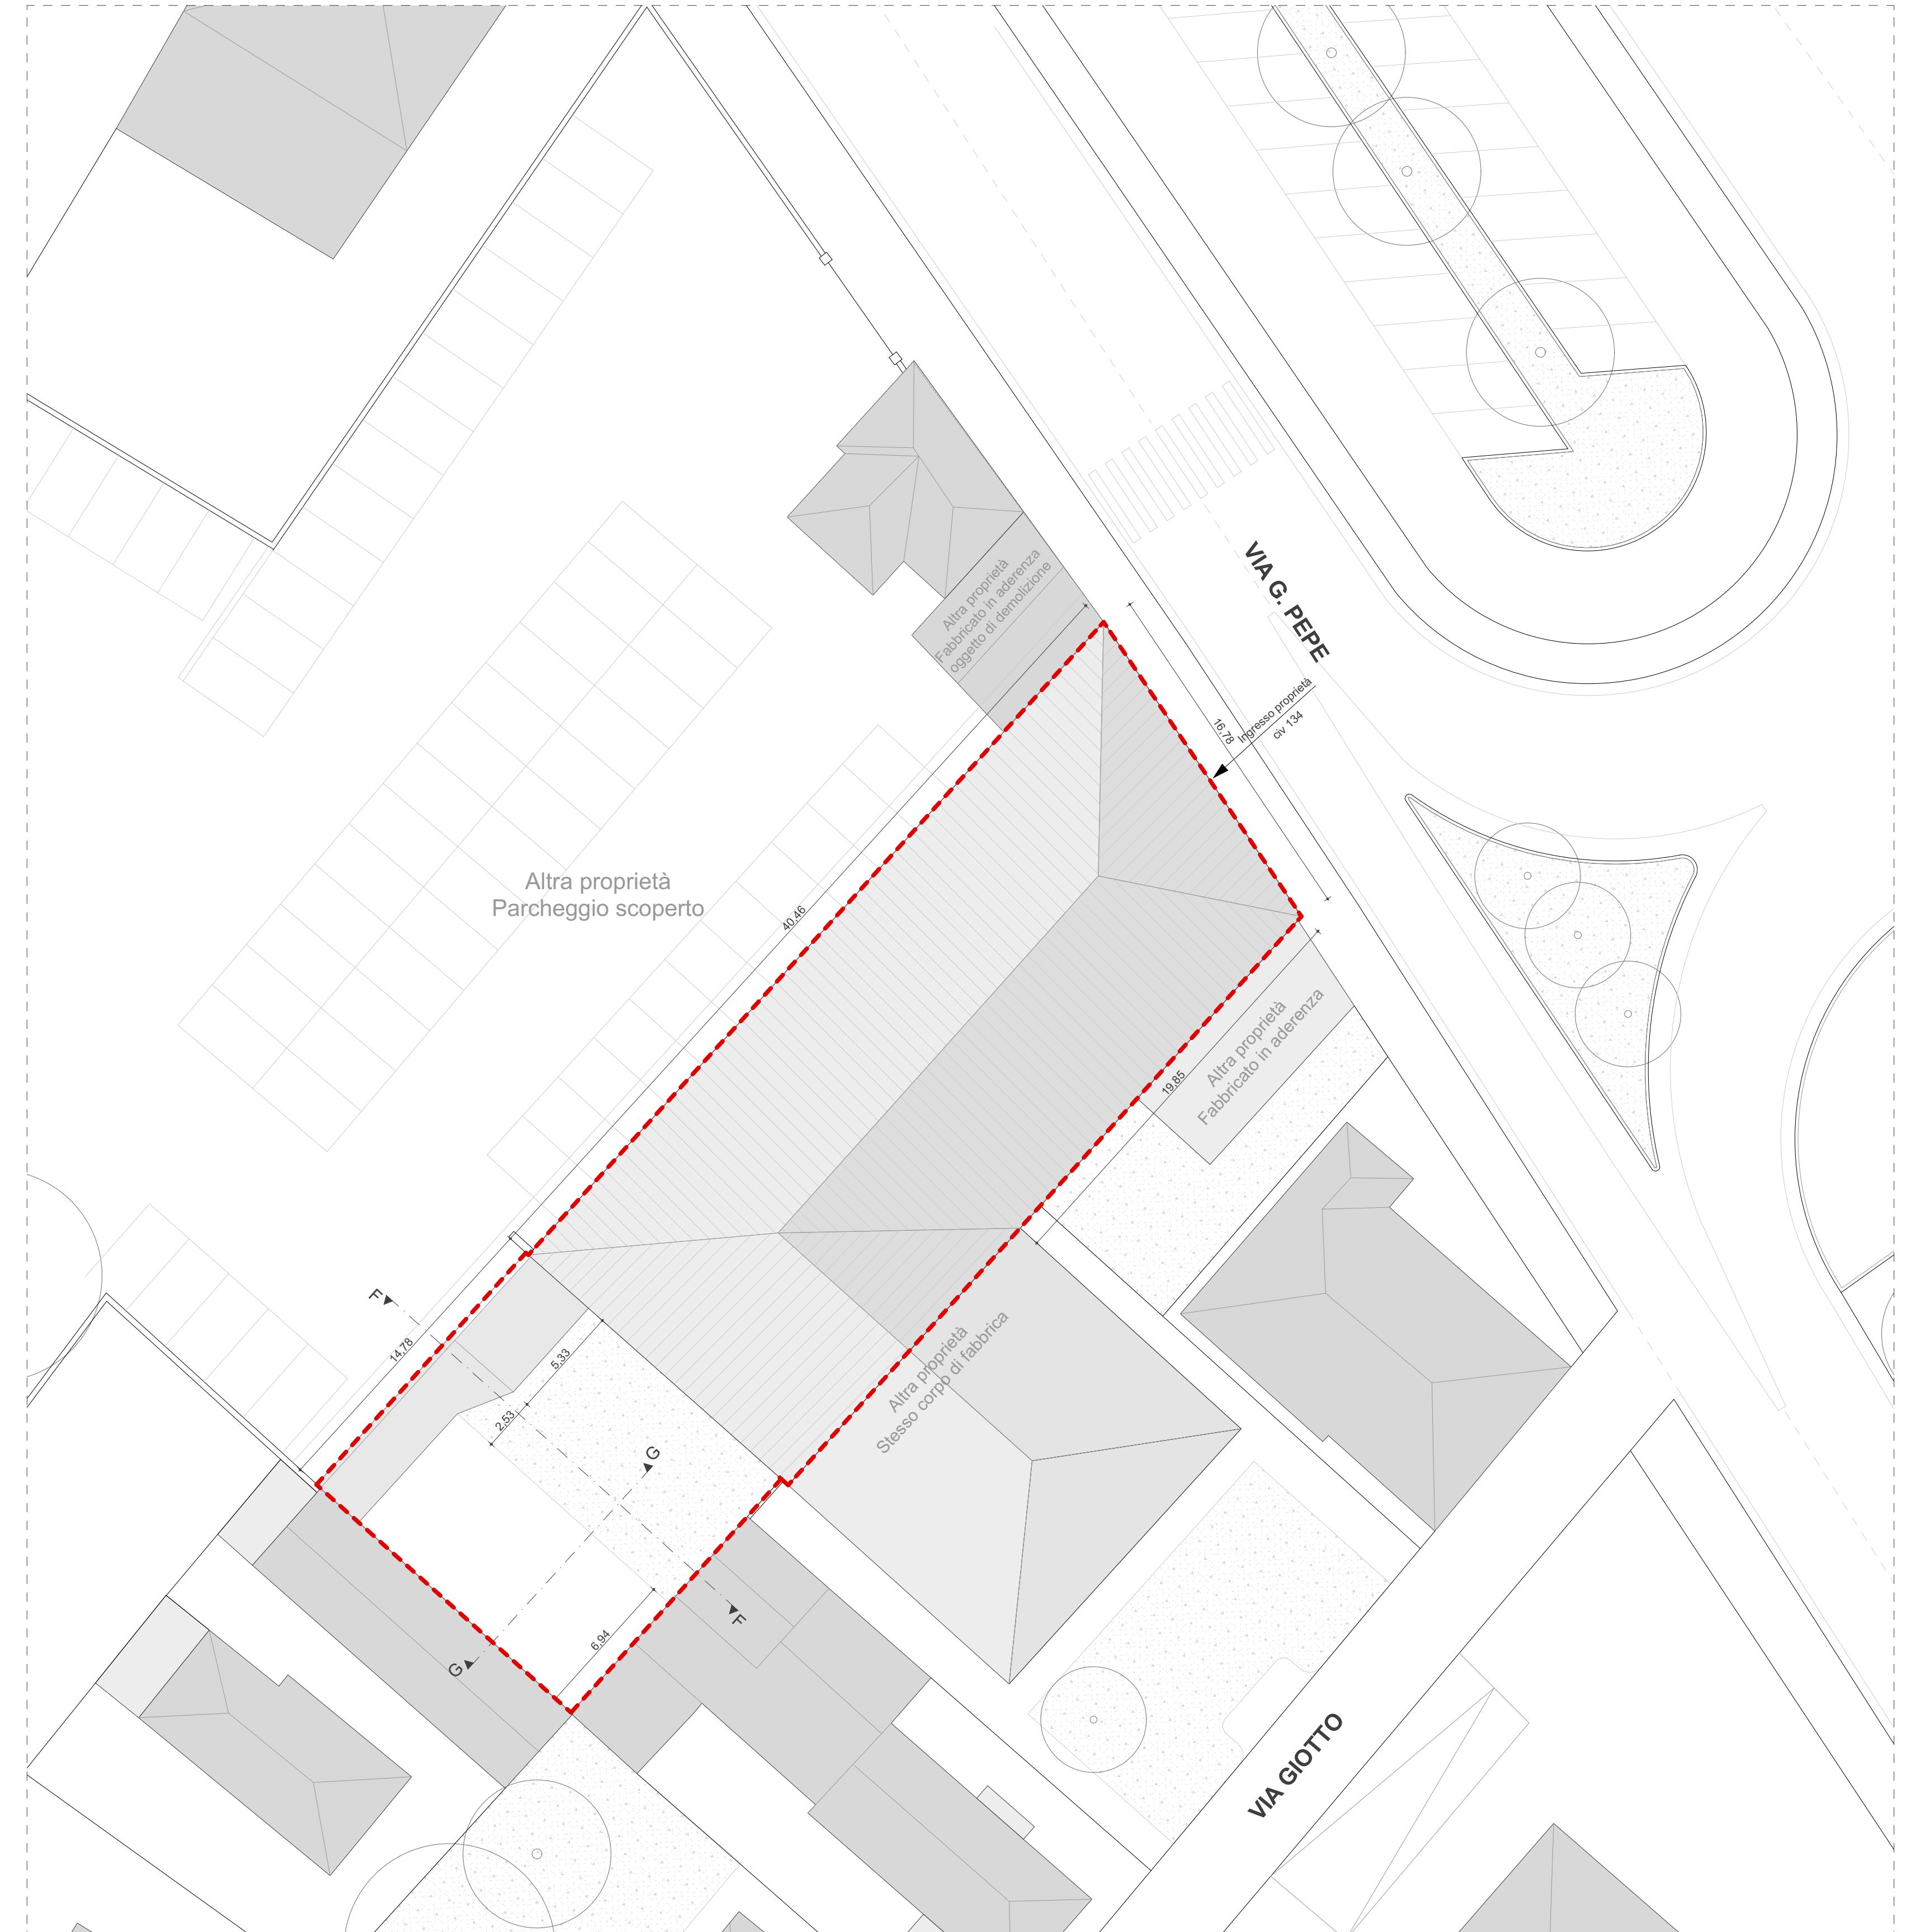 Altra proprietà
Fabbricato in aderenza
oggetto di demolizione
VIA G. PEPE
Ingresso proprietà
civ 134
16,78
Altra proprietà
Parcheggio scoperto
40,46
Altra proprietà
Fabbricato in aderenza
19,85
F
14,78
5,33
2,53
G
Altra proprietà
Stesso corpo di fabbrica
F
6,94
G
VIA GIOTTO